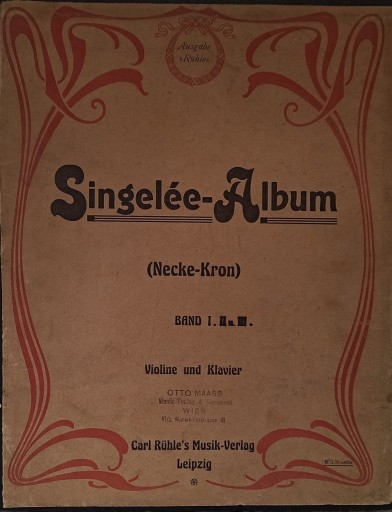 Ausgabe
Rühle
Singelée-Album
(Necke-Kron)
BAND I.
Violine und Klavier
OTTO MAASS
WIEN
Carl Rühle's Musik-Verlag
Leipzig